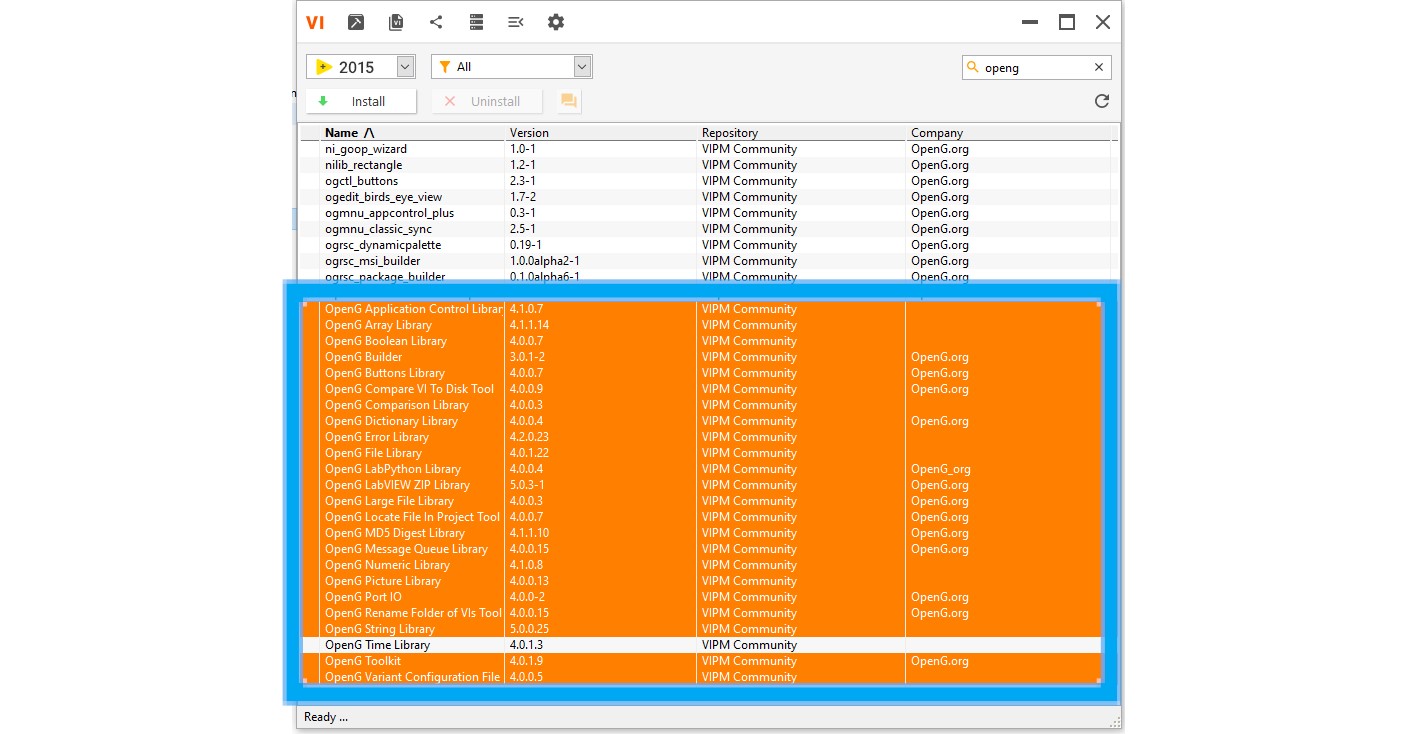 VI
2015 All openg
Install Uninstall
Name /\ Version Repository Company
ni_goop_wizard 1.0-1 VIPM Community OpenG.org
nilib_rectangle 1.2-1 VIPM Community OpenG.org
ogctl_buttons 2.3-1 VIPM Community OpenG.org
ogedit_birds_eye_view 1.7-2 VIPM Community OpenG.org
ogmnu_appcontrol_plus 0.3-1 VIPM Community OpenG.org
ogmnu_classic_sync 2.5-1 VIPM Community OpenG.org
ogrsc_dynamicpalette 0.19-1 VIPM Community OpenG.org
ogrsc_msi_builder 1.0.0alpha2-1 VIPM Community OpenG.org
ogrsc_package_builder 0.1.0alpha6-1 VIPM Community OpenG.org
OpenG Application Control Librar 4.1.0.7 VIPM Community
OpenG Array Library 4.1.1.14 VIPM Community
OpenG Boolean Library 4.0.0.7 VIPM Community
OpenG Builder 3.0.1-2 VIPM Community OpenG.org
OpenG Buttons Library 4.0.0.7 VIPM Community OpenG.org
OpenG Compare VI To Disk Tool 4.0.0.9 VIPM Community OpenG.org
OpenG Comparison Library 4.0.0.3 VIPM Community
OpenG Dictionary Library 4.0.0.4 VIPM Community OpenG.org
OpenG Error Library 4.2.0.23 VIPM Community
OpenG File Library 4.0.1.22 VIPM Community
OpenG LabPython Library 4.0.0.4 VIPM Community OpenG_org
OpenG LabVIEW ZIP Library 5.0.3-1 VIPM Community OpenG.org
OpenG Large File Library 4.0.0.3 VIPM Community OpenG.org
OpenG Locate File In Project Tool 4.0.0.7 VIPM Community OpenG.org
OpenG MD5 Digest Library 4.1.1.10 VIPM Community OpenG.org
OpenG Message Queue Library 4.0.0.15 VIPM Community OpenG.org
OpenG Numeric Library 4.1.0.8 VIPM Community
OpenG Picture Library 4.0.0.13 VIPM Community
OpenG Port IO 4.0.0-2 VIPM Community OpenG.org
OpenG Rename Folder of VIs Tool 4.0.0.15 VIPM Community OpenG.org
OpenG String Library 5.0.0.25 VIPM Community
OpenG Time Library 4.0.1.3 VIPM Community
OpenG Toolkit 4.0.1.9 VIPM Community OpenG.org
OpenG Variant Configuration File 4.0.0.5 VIPM Community
Ready ...